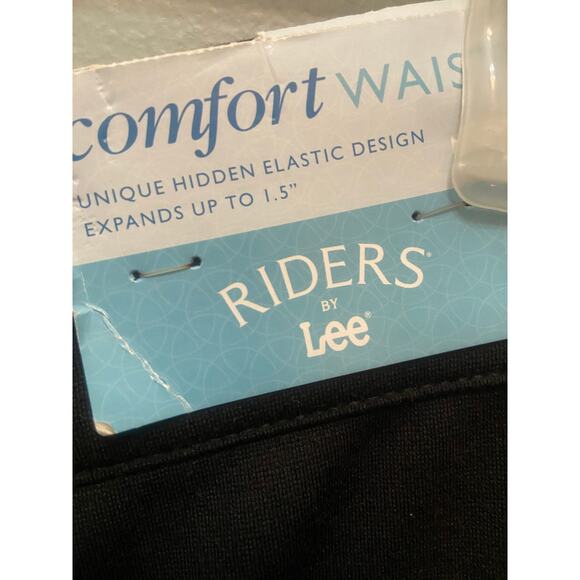 comfort WAIS
UNIQUE HIDDEN ELASTIC DESIGN
EXPANDS UP TO 1.5"
RIDERS®
BY
Lee®